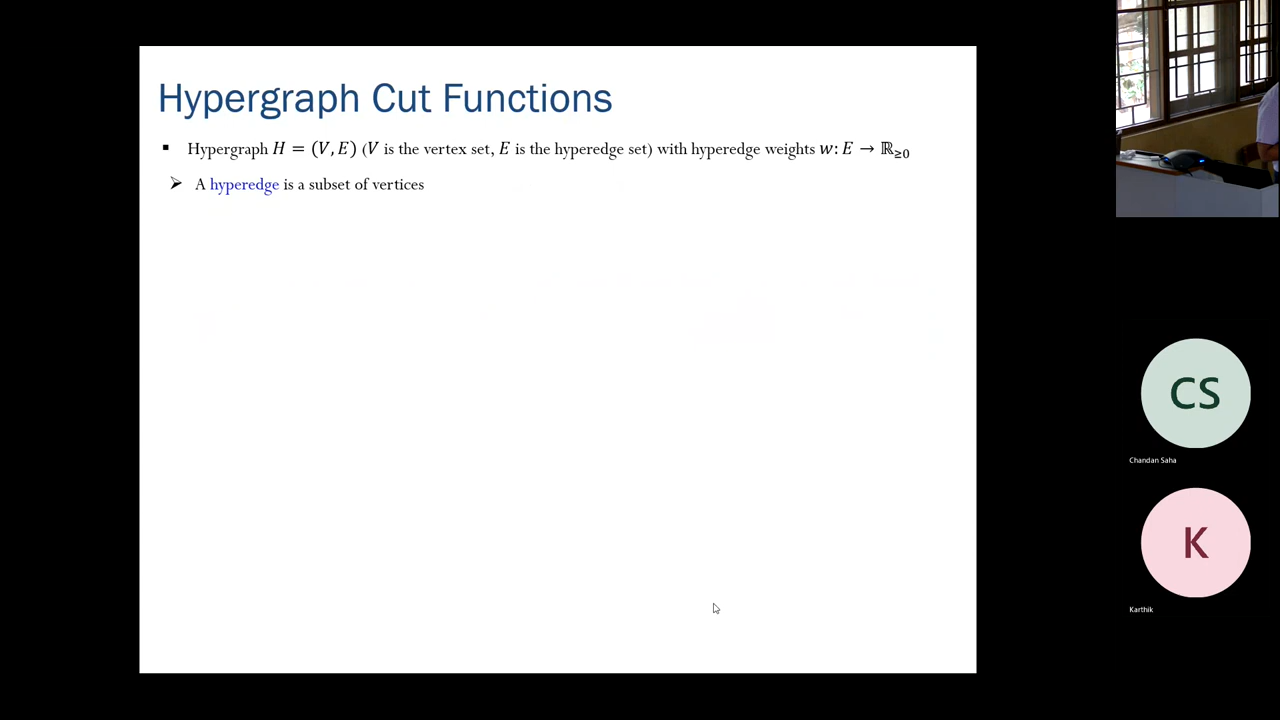 Hypergraph Cut Functions
▪ Hypergraph H = (V, E) (V is the vertex set, E is the hyperedge set) with hyperedge weights w: E → ℝ≥0
➢ A hyperedge is a subset of vertices
CS
Chandan Saha
K
Karthik